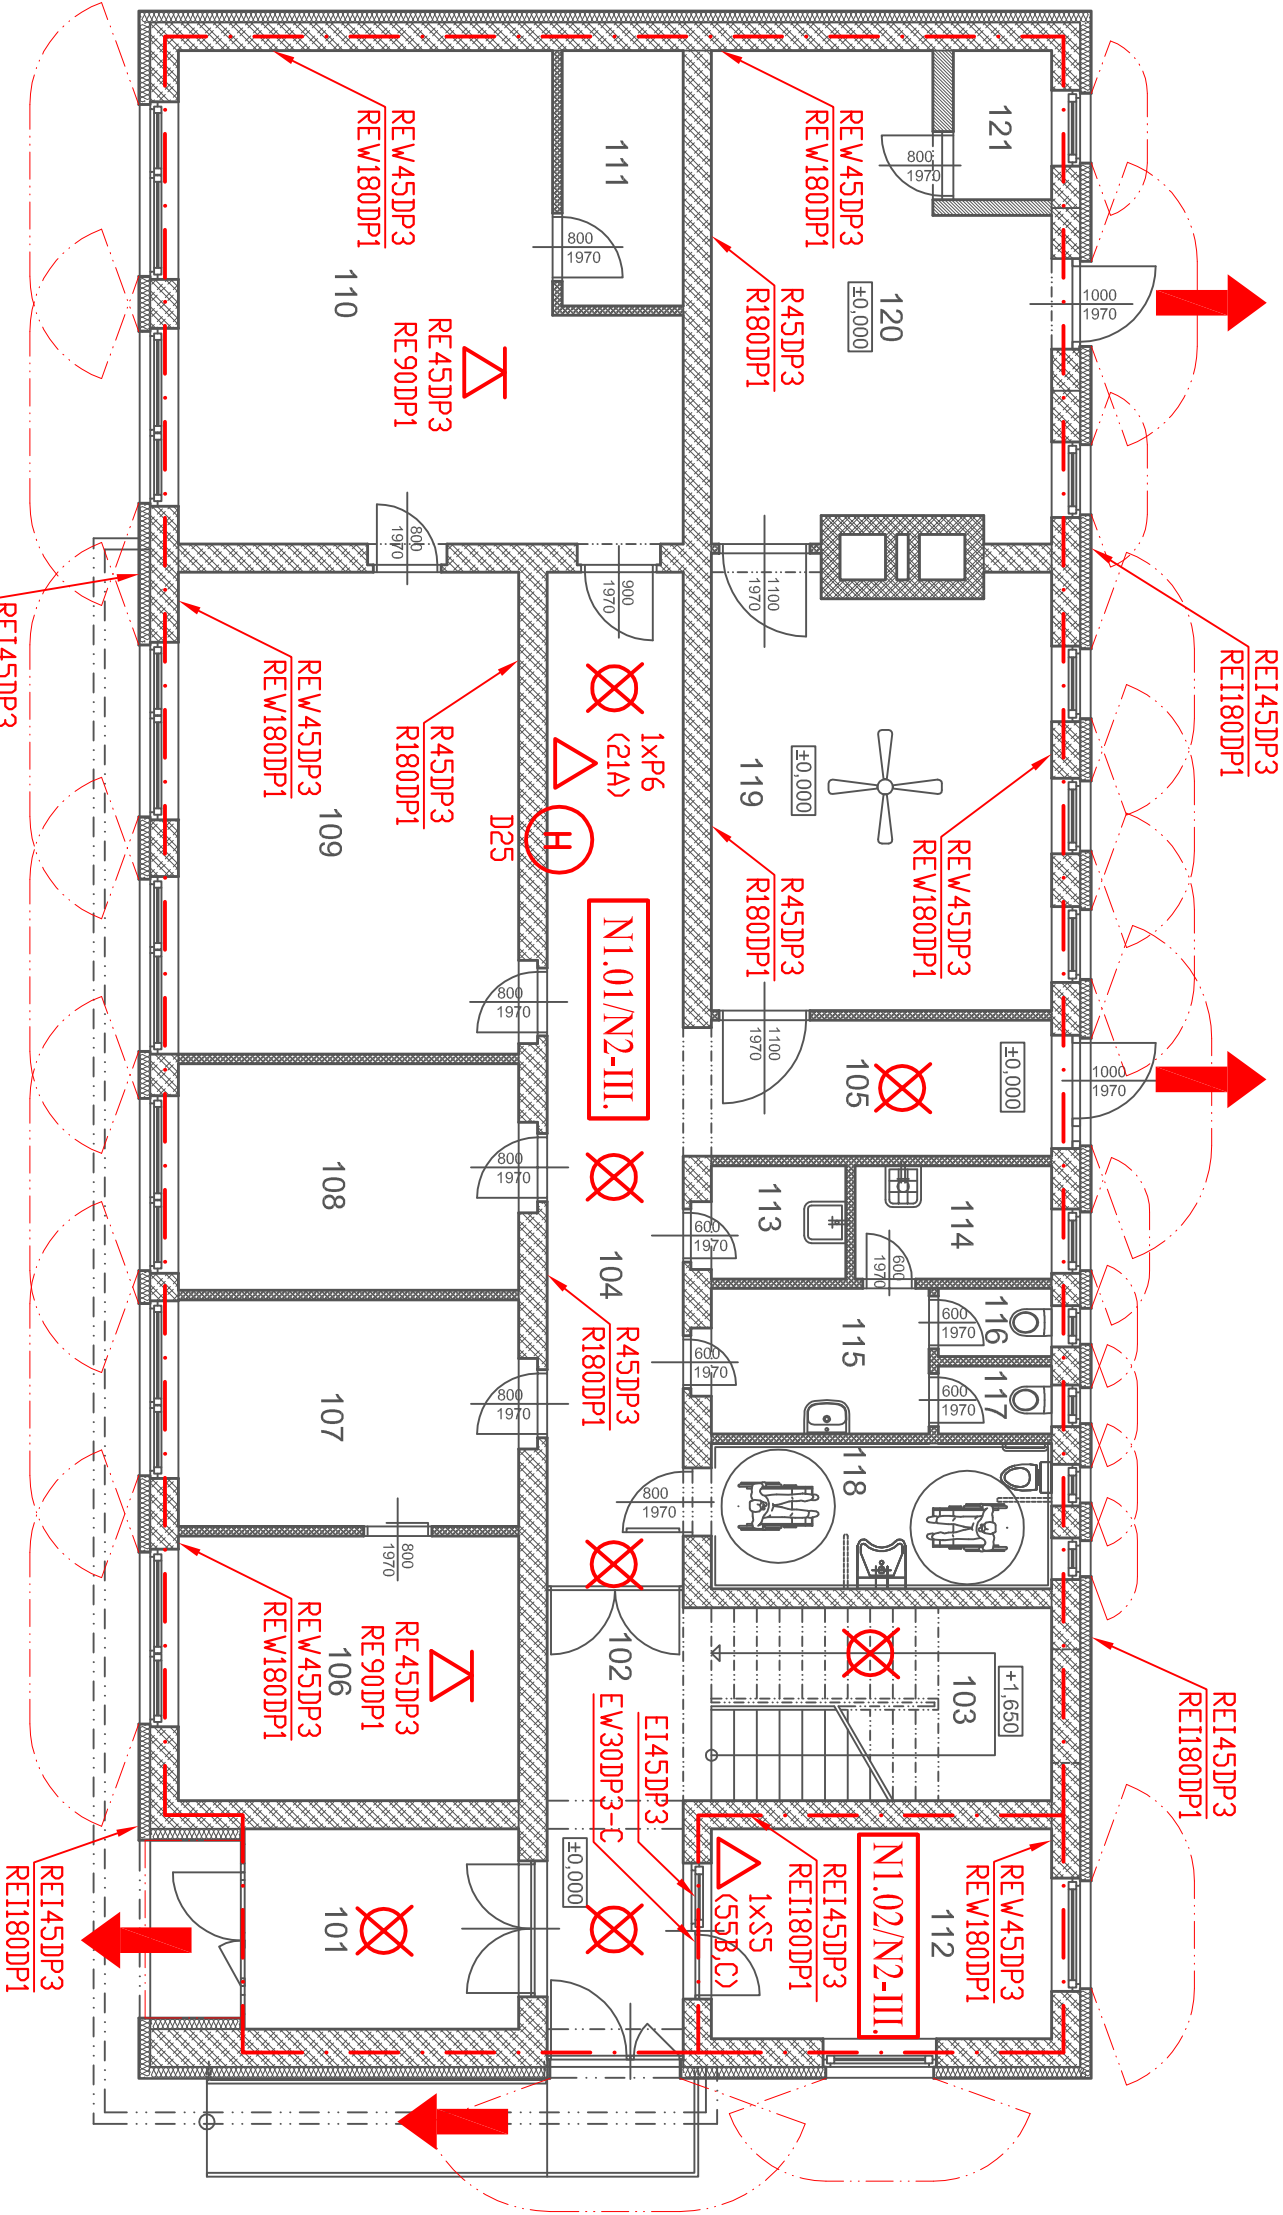 REI45DP3
REI180DP1
REI45DP3
REI180DP1
1000
1970
1000
1970
121
800
1970
REW45DP3
REW180DP1
120
±0,000
R45DP3
R180DP1
111
800
1970
REW45DP3
REW180DP1
110
RE45DP3
RE90DP1
800
1970
900
1970
1100
1970
119
±0,000
REW45DP3
REW180DP1
R45DP3
R180DP1
1100
1970
105
±0,000
1xP6
(21A)
H
D25
N1.01/N2-III.
R45DP3
R180DP1
REW45DP3
REW180DP1
109
800
1970
108
800
1970
107
800
1970
104
R45DP3
R180DP1
113
600
1970
114
600
1970
115
600
1970
116
600
1970
117
600
1970
118
800
1970
103
+1,650
102
EI45DP3
EW30DP3-C
800
1970
RE45DP3
RE90DP1
106
REW45DP3
REW180DP1
±0,000
101
1xS5
(55B,C)
REI45DP3
REI180DP1
N1.02/N2-III.
112
REW45DP3
REW180DP1
REI45DP3
REI45DP3
REI180DP1